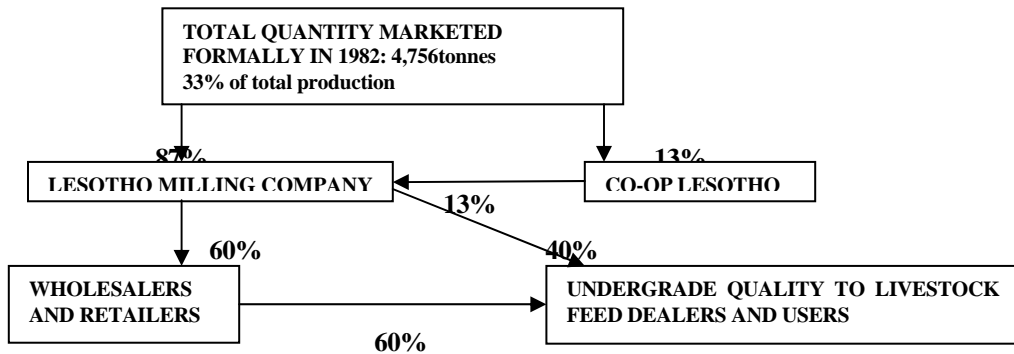 TOTAL QUANTITY MARKETED
FORMALLY IN 1982: 4,756tonnes
33% of total production
87%
13%
LESOTHO MILLING COMPANY
CO-OP LESOTHO
13%
60%
40%
WHOLESALERS
AND RETAILERS
UNDERGRADE QUALITY TO LIVESTOCK
FEED DEALERS AND USERS
60%